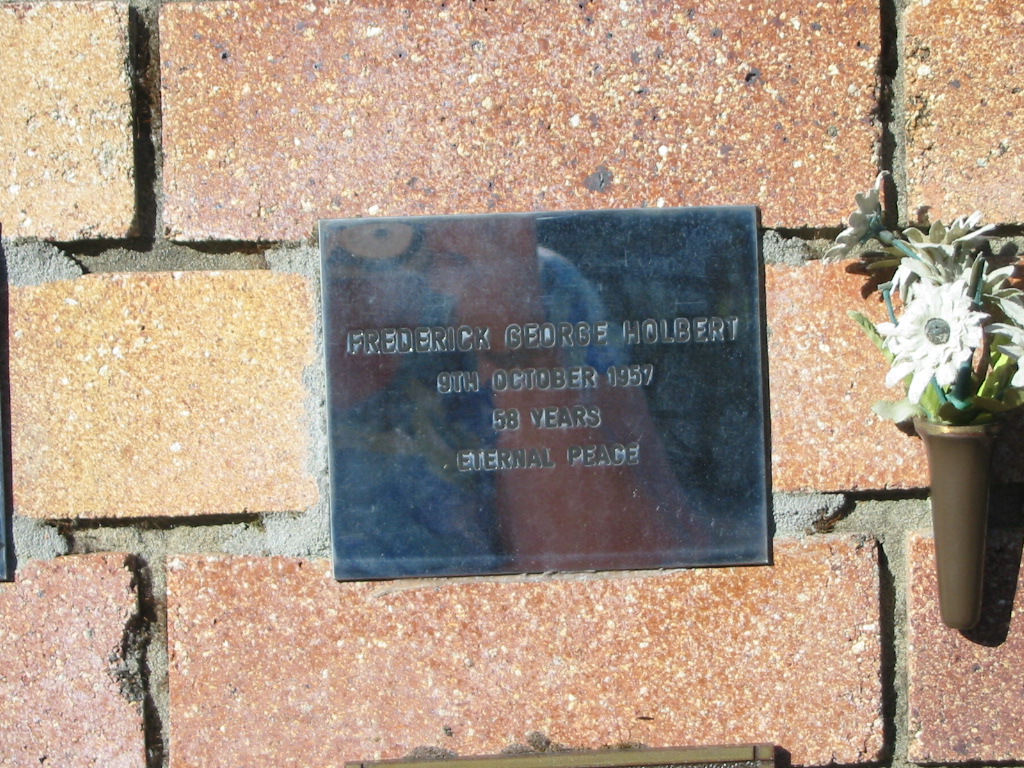 FREDERICK GEORGE HOLBERT
9TH OCTOBER 1957
58 YEARS
ETERNAL PEACE